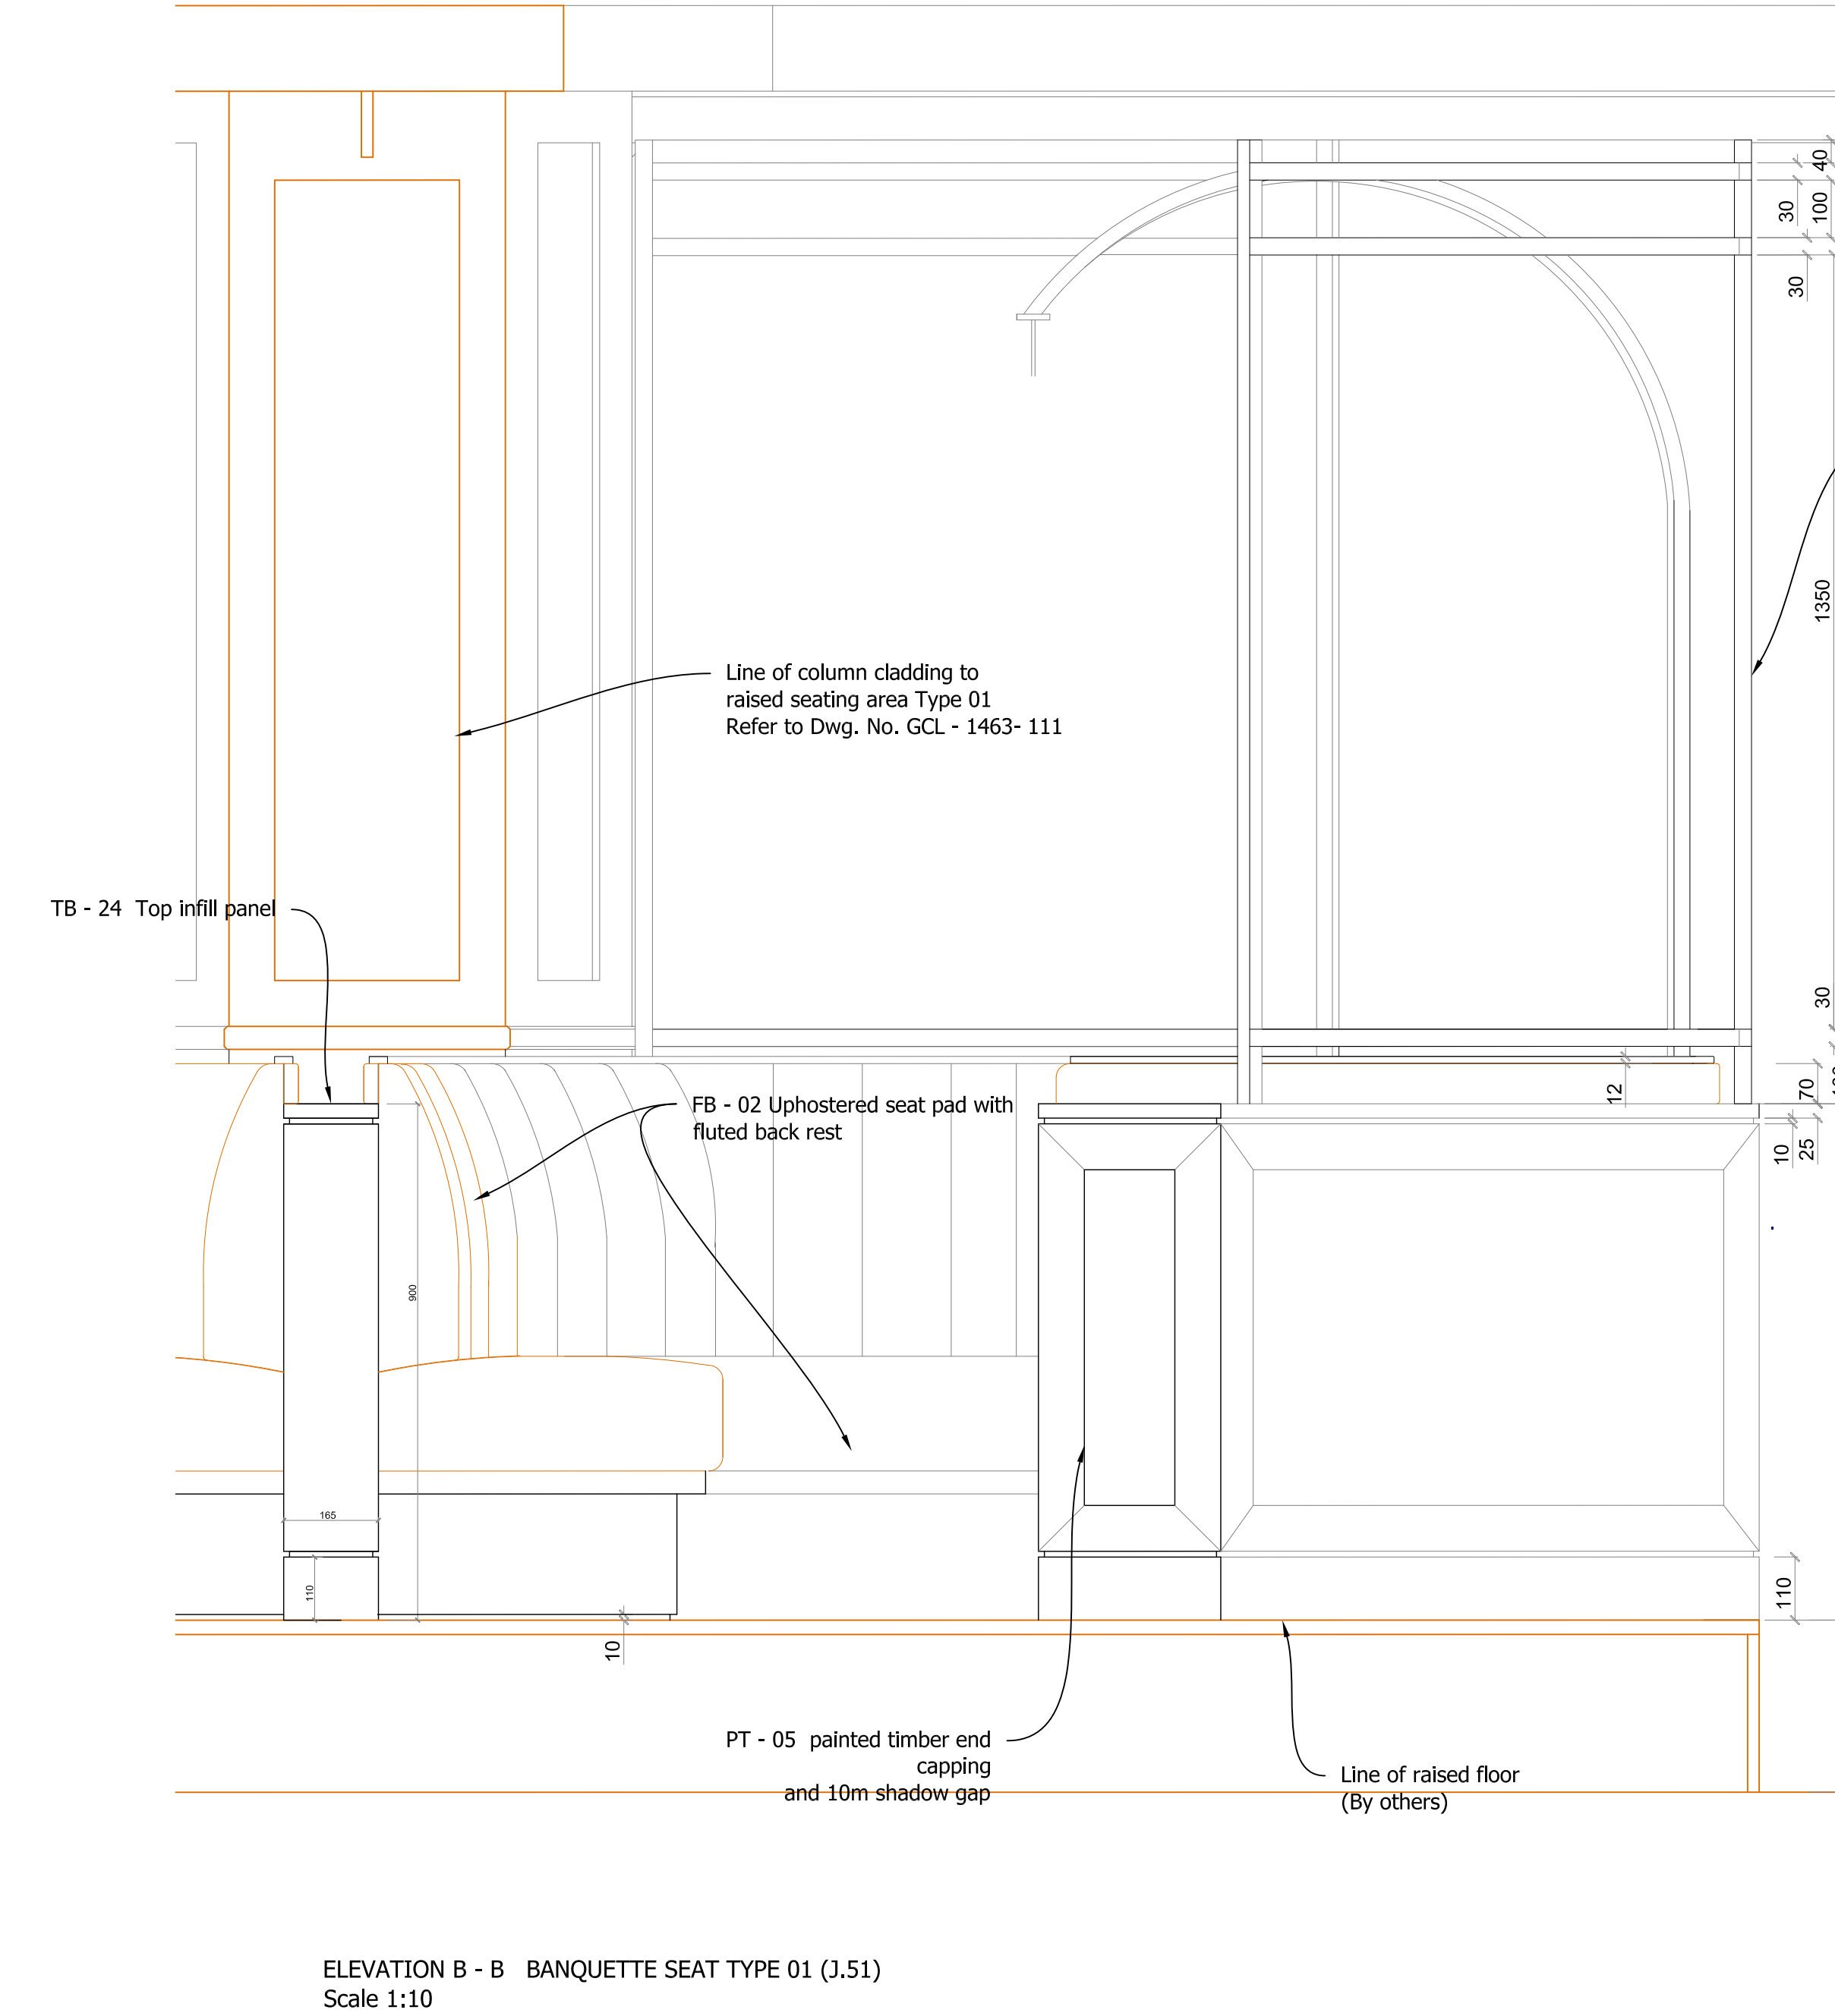 40
30
100
30
1350
Line of column cladding to
raised seating area Type 01
Refer to Dwg. No. GCL - 1463- 111
TB - 24  Top infill panel
30
12
70
FB - 02 Uphostered seat pad with
fluted back rest
10
25
900
165
110
110
10
PT - 05  painted timber end
capping
and 10m shadow gap
Line of raised floor
(By others)
ELEVATION B - B   BANQUETTE SEAT TYPE 01 (J.51)
Scale 1:10